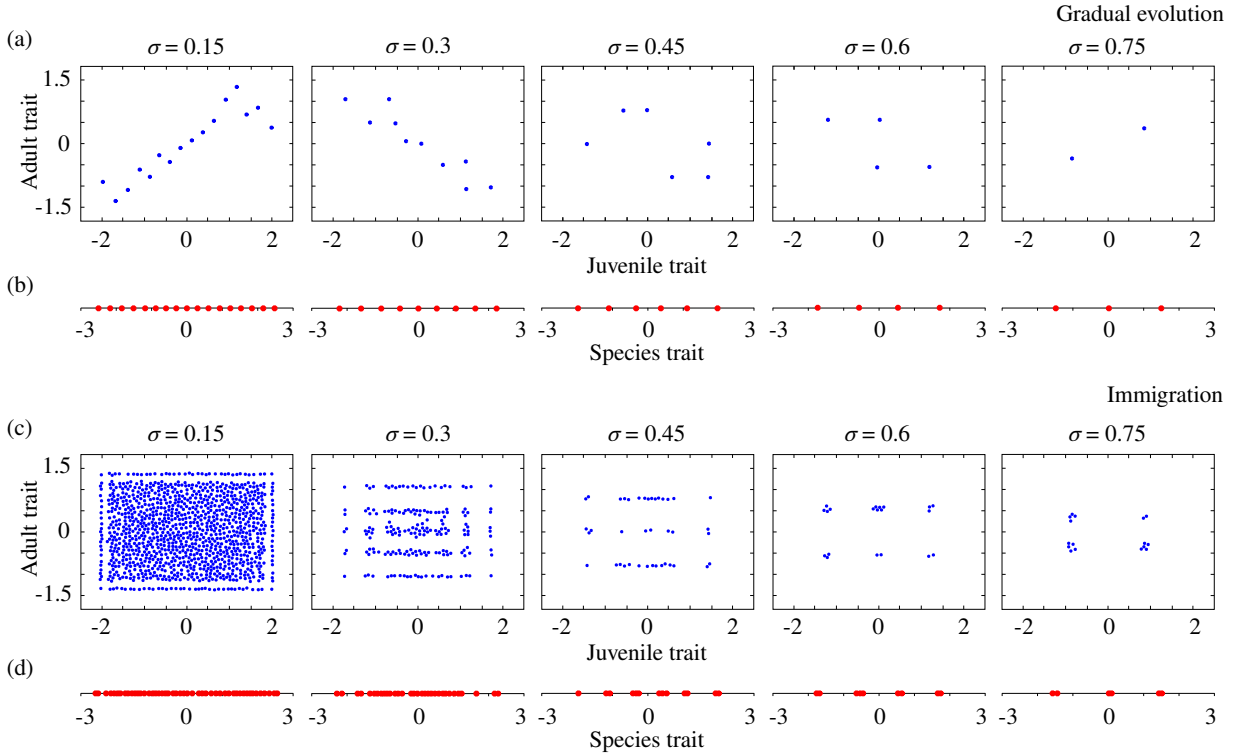 Gradual evolution
(a)
σ = 0.15 σ = 0.3 σ = 0.45 σ = 0.6 σ = 0.75
Adult trait
1.5
0
-1.5
-2 0 2 -2 0 2 -2 0 2 -2 0 2 -2 0 2
Juvenile trait
(b)
-3 0 3 -3 0 3 -3 0 3 -3 0 3 -3 0 3
Species trait
Immigration
(c)
σ = 0.15 σ = 0.3 σ = 0.45 σ = 0.6 σ = 0.75
Adult trait
1.5
0
-1.5
-2 0 2 -2 0 2 -2 0 2 -2 0 2 -2 0 2
Juvenile trait
(d)
-3 0 3 -3 0 3 -3 0 3 -3 0 3 -3 0 3
Species trait